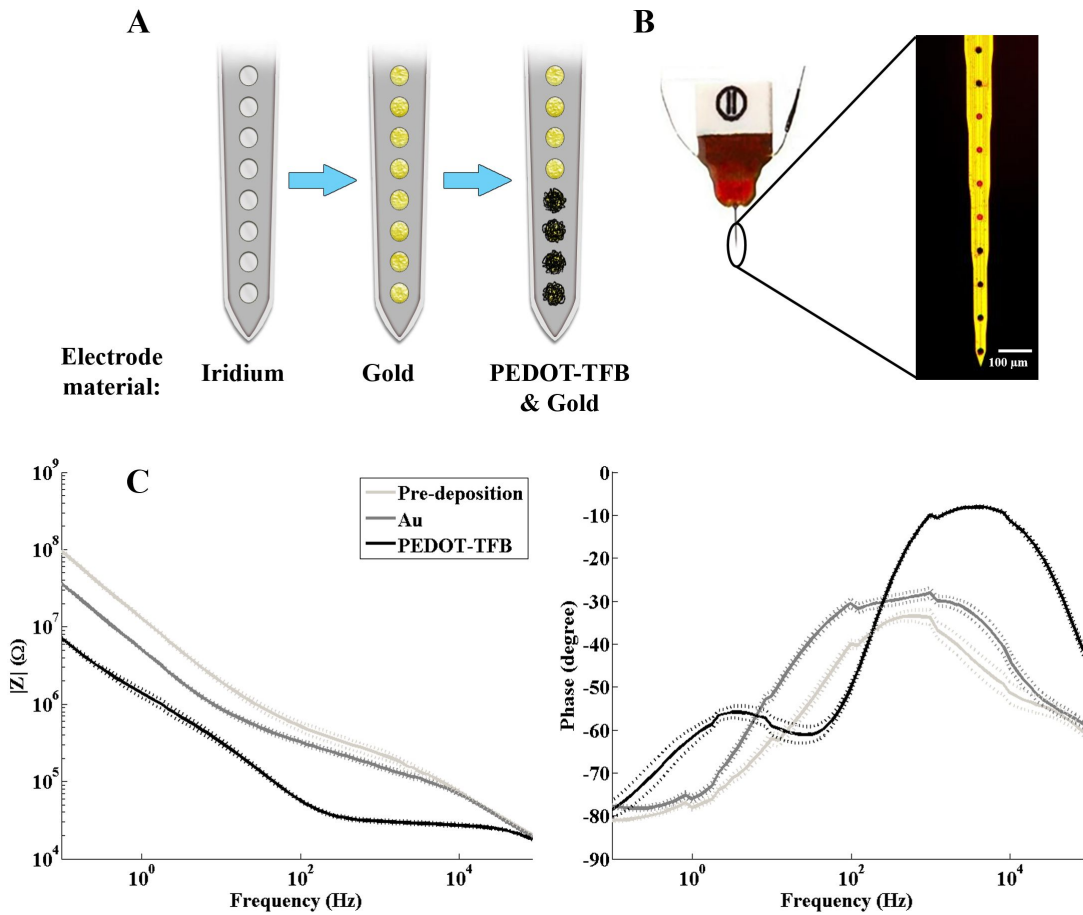 A
B
Electrode
material:
Iridium
Gold
PEDOT-TFB
& Gold
100 µm
C
10⁹
10⁸
10⁷
10⁶
10⁵
10⁴
|Z| (Ω)
10⁰
10²
10⁴
Frequency (Hz)
Pre-deposition
Au
PEDOT-TFB
0
-10
-20
-30
-40
-50
-60
-70
-80
-90
Phase (degree)
10⁰
10²
10⁴
Frequency (Hz)